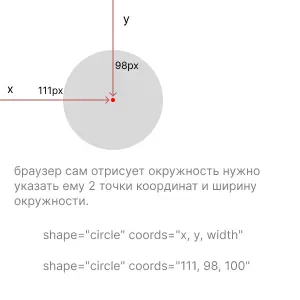 y
98px
x
111px
браузер сам отрисует окружность нужно
указать ему 2 точки координат и ширину
окружности.
shape="circle" coords="x, y, width"
shape="circle" coords="111, 98, 100"